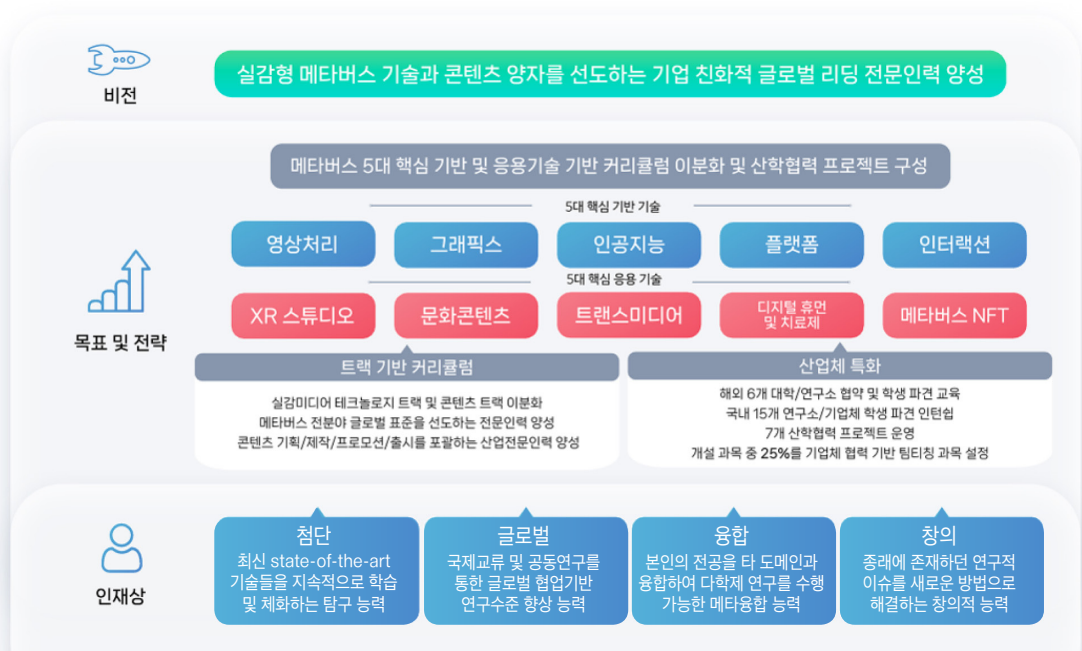 비전
실감형 메타버스 기술과 콘텐츠 양자를 선도하는 기업 친화적 글로벌 리딩 전문인력 양성
목표 및 전략
메타버스 5대 핵심 기반 및 응용기술 기반 커리큘럼 이분화 및 산학협력 프로젝트 구성
5대 핵심 기반 기술
영상처리
그래픽스
인공지능
플랫폼
인터랙션
5대 핵심 응용 기술
XR 스튜디오
문화콘텐츠
트랜스미디어
디지털 휴먼
및 치료제
메타버스 NFT
트랙 기반 커리큘럼
실감미디어 테크놀로지 트랙 및 콘텐츠 트랙 이분화
메타버스 전분야 글로벌 표준을 선도하는 전문인력 양성
콘텐츠 기획/제작/프로모션/출시를 포괄하는 산업전문인력 양성
산업체 특화
해외 6개 대학/연구소 협약 및 학생 파견 교육
국내 15개 연구소/기업체 학생 파견 인턴쉽
7개 산학협력 프로젝트 운영
개설 과목 중 25%를 기업체 협력 기반 팀티칭 과목 설정
인재상
첨단
최신 state-of-the-art
기술들을 지속적으로 학습
및 체화하는 탐구 능력
글로벌
국제교류 및 공동연구를
통한 글로벌 협업기반
연구수준 향상 능력
융합
본인의 전공을 타 도메인과
융합하여 다학제 연구를 수행
가능한 메타융합 능력
창의
종래에 존재하던 연구적
이슈를 새로운 방법으로
해결하는 창의적 능력